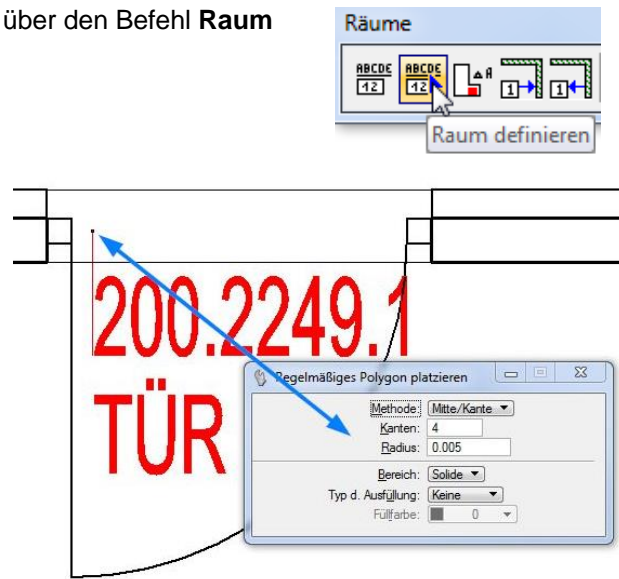 über den Befehl Raum
Räume
ABCDE
12
ABCDE
12
A
1
1
Raum definieren
200.2249.1
TÜR
Regelmäßiges Polygon platzieren
Methode: Mitte/Kante
Kanten: 4
Radius: 0.005
Bereich: Solide
Typ d. Ausfüllung: Keine
Füllfarbe: 0